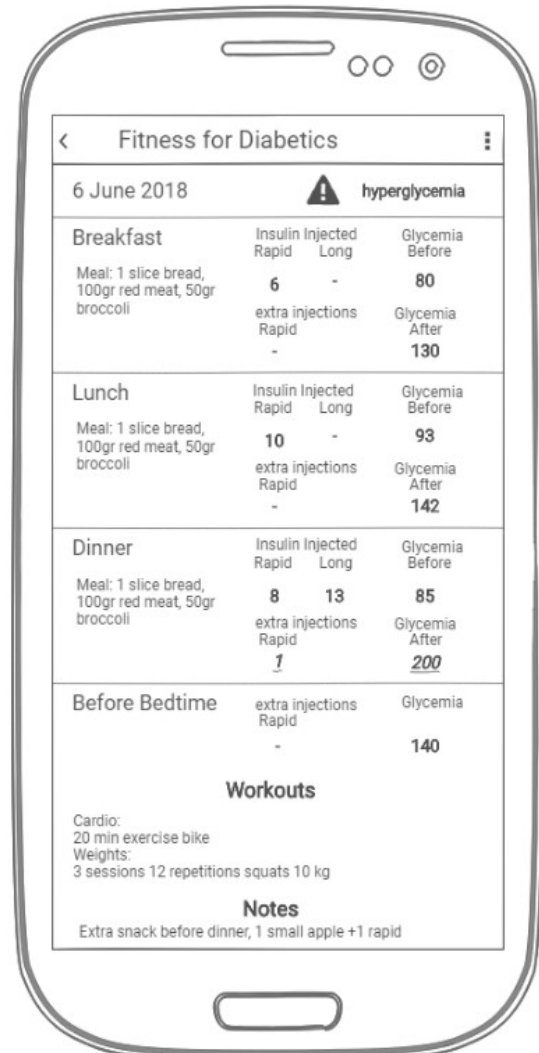 Fitness for Diabetics
6 June 2018 hyperglycemia
Breakfast Insulin Injected Glycemia
Rapid Long Before
Meal: 1 slice bread,
100gr red meat, 50gr 6 - 80
broccoli extra injections Glycemia
Rapid After
- 130
Lunch Insulin Injected Glycemia
Rapid Long Before
Meal: 1 slice bread,
100gr red meat, 50gr 10 - 93
broccoli extra injections Glycemia
Rapid After
- 142
Dinner Insulin Injected Glycemia
Rapid Long Before
Meal: 1 slice bread,
100gr red meat, 50gr 8 13 85
broccoli extra injections Glycemia
Rapid After
1 200
Before Bedtime extra injections Glycemia
Rapid
- 140
Workouts
Cardio:
20 min exercise bike
Weights:
3 sessions 12 repetitions squats 10 kg
Notes
Extra snack before dinner, 1 small apple +1 rapid